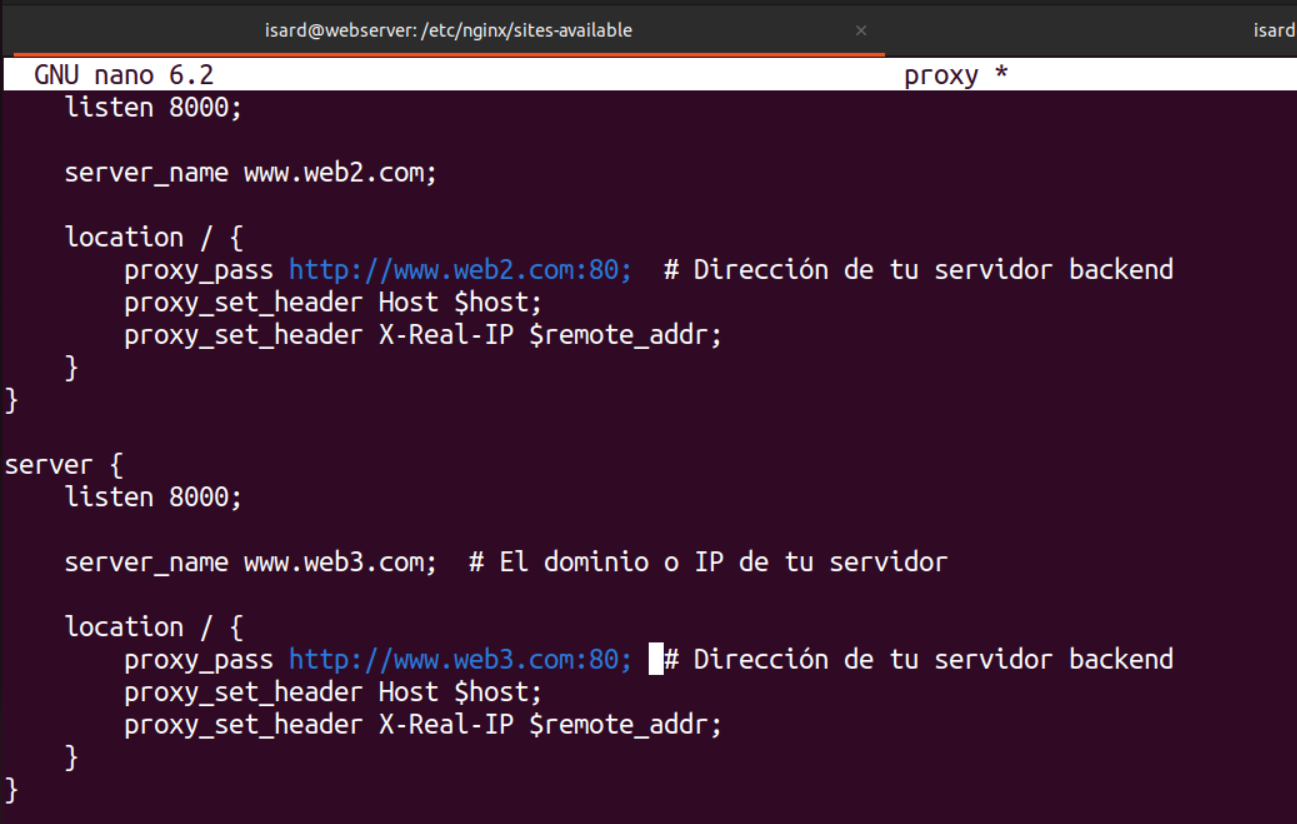 isard@webserver: /etc/nginx/sites-available × isard
GNU nano 6.2 proxy *
listen 8000;
server_name www.web2.com;
location / {
proxy_pass http://www.web2.com:80; # Dirección de tu servidor backend
proxy_set_header Host $host;
proxy_set_header X-Real-IP $remote_addr;
}
}
server {
listen 8000;
server_name www.web3.com; # El dominio o IP de tu servidor
location / {
proxy_pass http://www.web3.com:80; # Dirección de tu servidor backend
proxy_set_header Host $host;
proxy_set_header X-Real-IP $remote_addr;
}
}